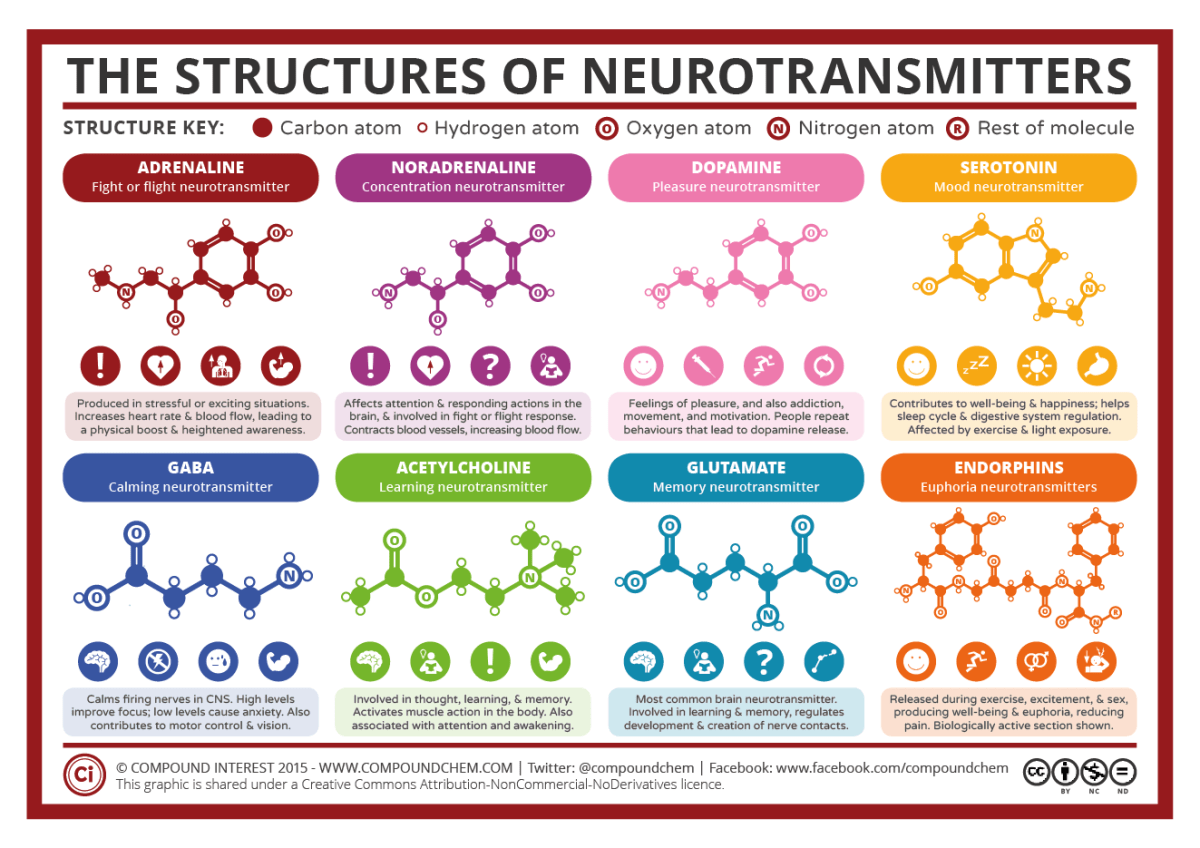 THE STRUCTURES OF NEUROTRANSMITTERS
STRUCTURE KEY: Carbon atom Hydrogen atom O Oxygen atom N Nitrogen atom R Rest of molecule
ADRENALINE
Fight or flight neurotransmitter
O
O
N
O
!
Produced in stressful or exciting situations.
Increases heart rate & blood flow, leading to
a physical boost & heightened awareness.
NORADRENALINE
Concentration neurotransmitter
O
O
N
O
! ?
Affects attention & responding actions in the
brain, & involved in fight or flight response.
Contracts blood vessels, increasing blood flow.
DOPAMINE
Pleasure neurotransmitter
O
O
N
Feelings of pleasure, and also addiction,
movement, and motivation. People repeat
behaviours that lead to dopamine release.
SEROTONIN
Mood neurotransmitter
N
O
N
zzZ
Contributes to well-being & happiness; helps
sleep cycle & digestive system regulation.
Affected by exercise & light exposure.
GABA
Calming neurotransmitter
O
O
N
Calms firing nerves in CNS. High levels
improve focus; low levels cause anxiety. Also
contributes to motor control & vision.
ACETYLCHOLINE
Learning neurotransmitter
O
O
N
!
Involved in thought, learning, & memory.
Activates muscle action in the body. Also
associated with attention and awakening.
GLUTAMATE
Memory neurotransmitter
O O
O O
N
?
Most common brain neurotransmitter.
Involved in learning & memory, regulates
development & creation of nerve contacts.
ENDORPHINS
Euphoria neurotransmitters
O
O
N N N
O O
O N R
Released during exercise, excitement, & sex,
producing well-being & euphoria, reducing
pain. Biologically active section shown.
Ci
© COMPOUND INTEREST 2015 - WWW.COMPOUNDCHEM.COM | Twitter: @compoundchem | Facebook: www.facebook.com/compoundchem
This graphic is shared under a Creative Commons Attribution-NonCommercial-NoDerivatives licence.
cc $ =
BY NC ND